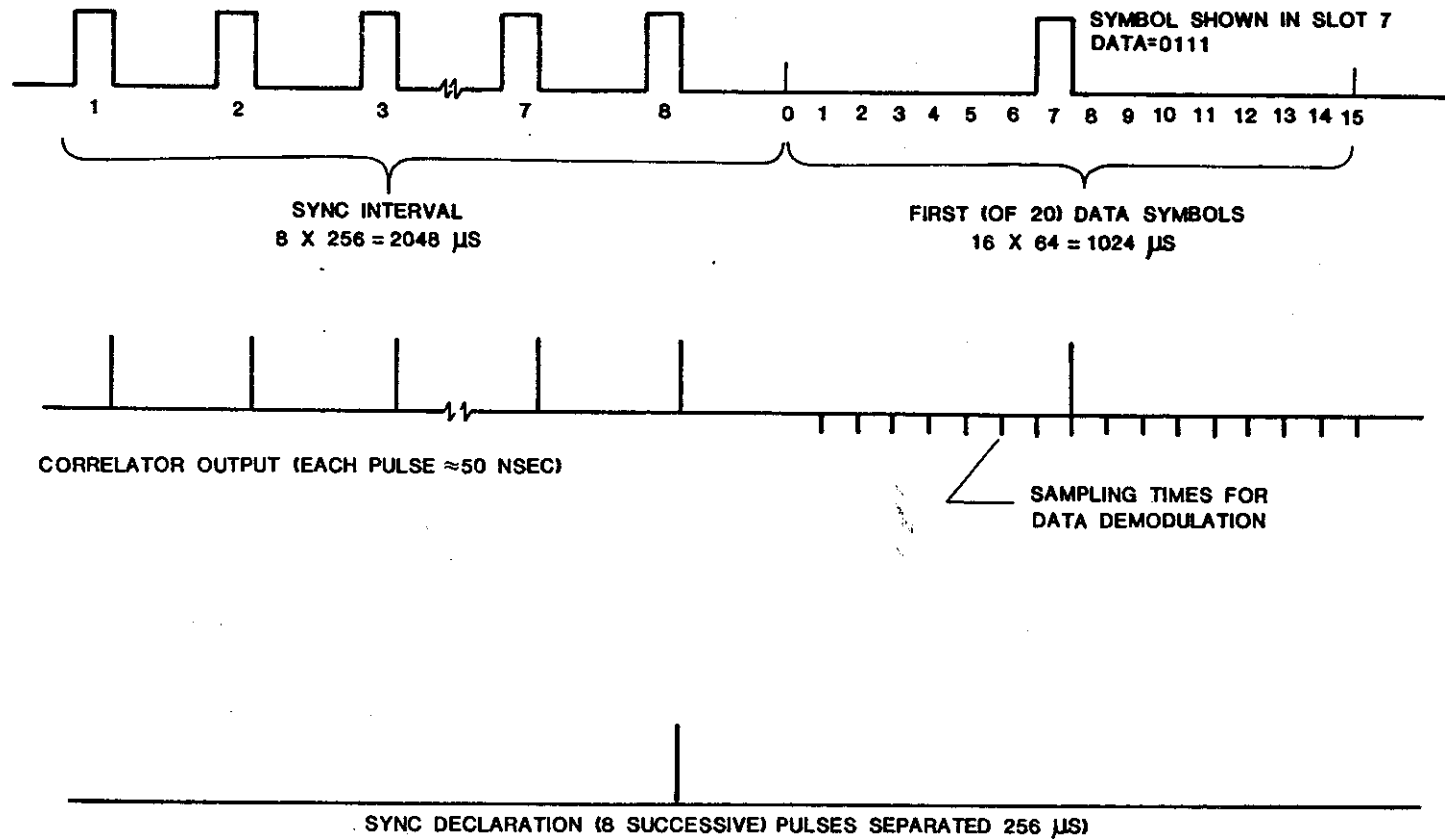 SYMBOL SHOWN IN SLOT 7
DATA=0111
1 2 3 7 8 0 1 2 3 4 5 6 7 8 9 10 11 12 13 14 15
SYNC INTERVAL
8 X 256 = 2048 µS
FIRST (OF 20) DATA SYMBOLS
16 X 64 = 1024 µS
CORRELATOR OUTPUT (EACH PULSE ≈50 NSEC)
SAMPLING TIMES FOR
DATA DEMODULATION
SYNC DECLARATION (8 SUCCESSIVE) PULSES SEPARATED 256 µS)